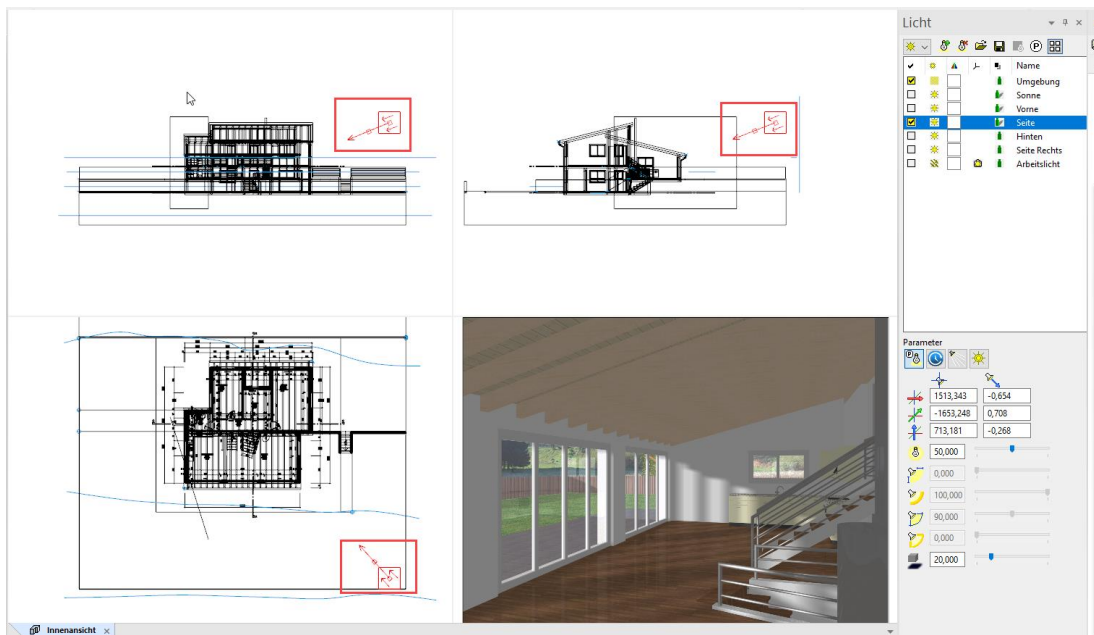 Licht
Name
Umgebung
Sonne
Vorne
Seite
Hinten
Seite Rechts
Arbeitslicht
Parameter
1513,343 -0,654
-1653,248 0,708
713,181 -0,268
50,000
0,000
100,000
90,000
0,000
20,000
Innenansicht